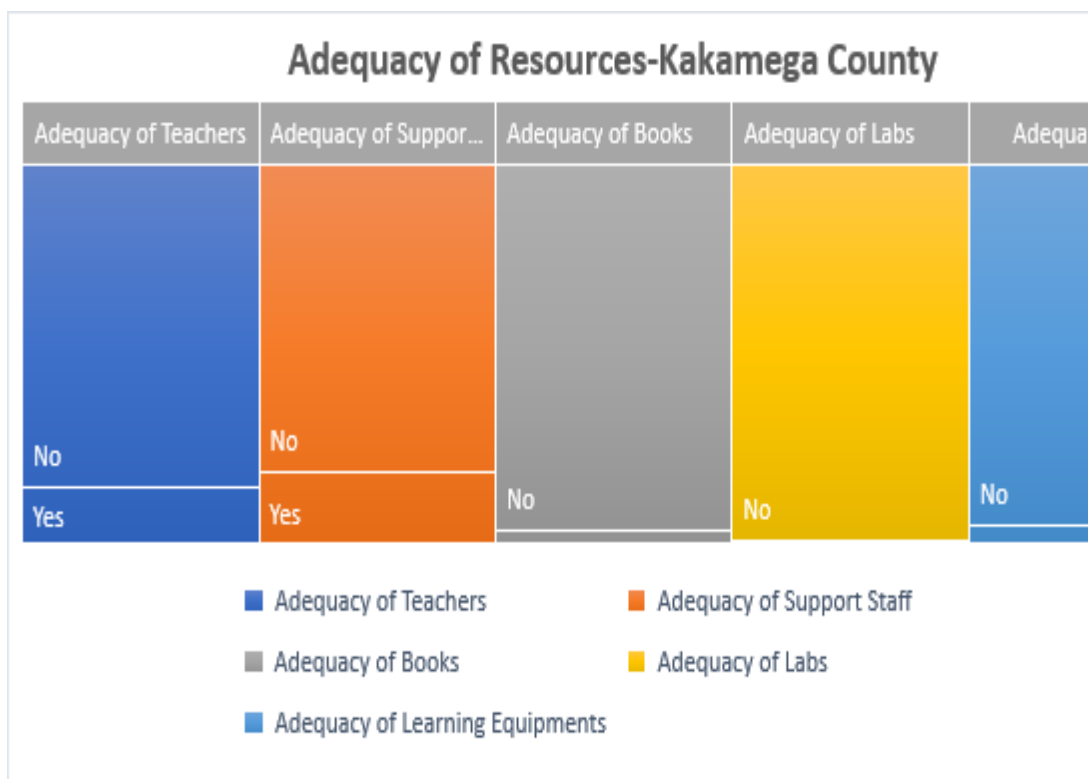 Adequacy of Resources-Kakamega County
Adequacy of Teachers
Adequacy of Suppor...
Adequacy of Books
Adequacy of Labs
Adequa
No
Yes
No
Yes
No
No
No
Adequacy of Teachers
Adequacy of Support Staff
Adequacy of Books
Adequacy of Labs
Adequacy of Learning Equipments